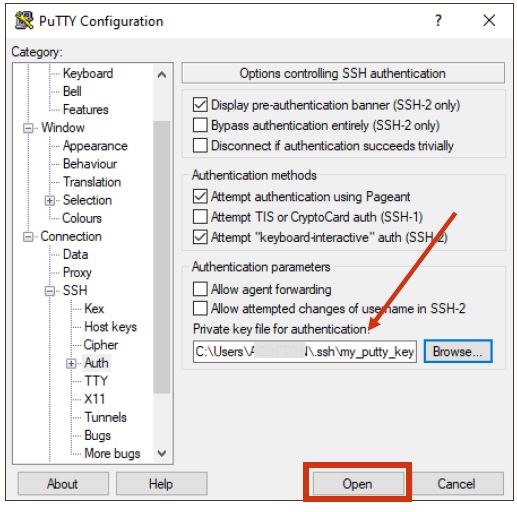 PuTTY Configuration
?
Category:
Keyboard
Bell
Features
Window
Appearance
Behaviour
Translation
Selection
Colours
Connection
Data
Proxy
SSH
Kex
Host keys
Cipher
Auth
TTY
X11
Tunnels
Bugs
More bugs
Options controlling SSH authentication
Display pre-authentication banner (SSH-2 only)
Bypass authentication entirely (SSH-2 only)
Disconnect if authentication succeeds trivially
Authentication methods
Attempt authentication using Pageant
Attempt TIS or CryptoCard auth (SSH-1)
Attempt "keyboard-interactive" auth (SSH-2)
Authentication parameters
Allow agent forwarding
Allow attempted changes of username in SSH-2
Private key file for authentication:
C:\Users\ \.ssh\my_putty_key
Browse...
About
Help
Open
Cancel